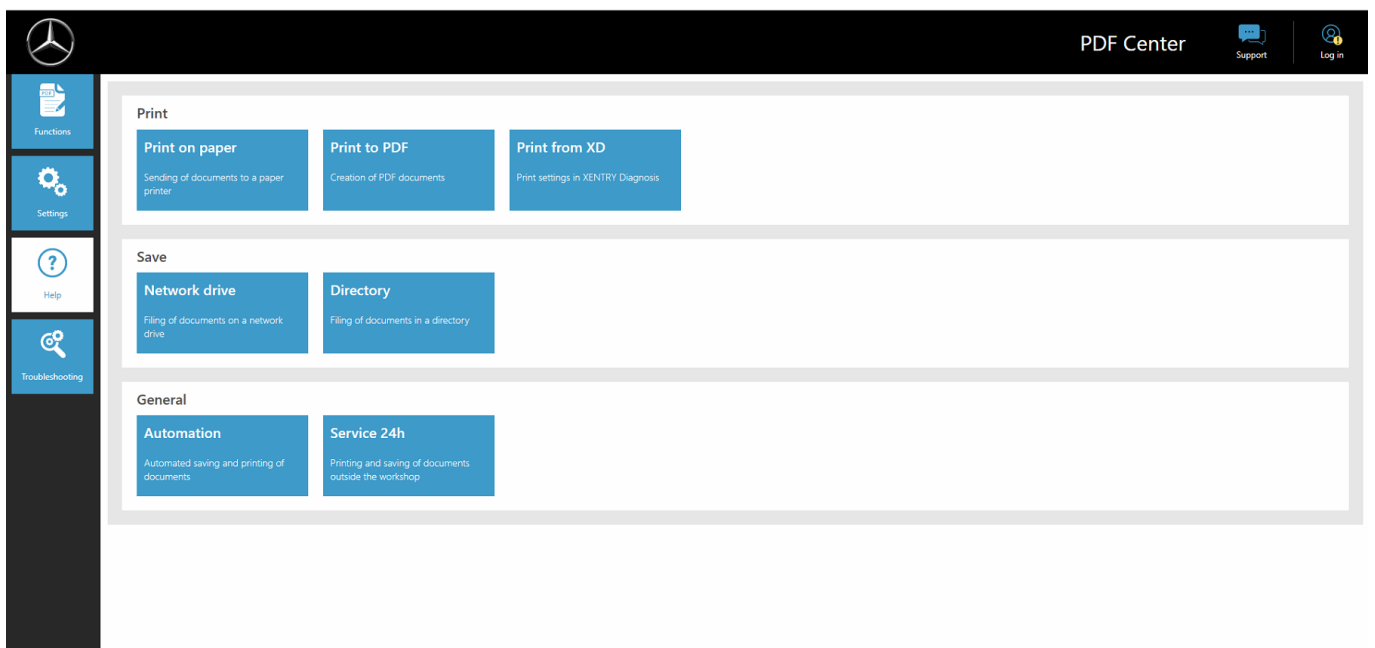 PDF Center
Support
Log in
PDF
Functions
Settings
?
Help
Troubleshooting
Print
Print on paper
Sending of documents to a paper
printer
Print to PDF
Creation of PDF documents
Print from XD
Print settings in XENTRY Diagnosis
Save
Network drive
Filing of documents on a network
drive
Directory
Filing of documents in a directory
General
Automation
Automated saving and printing of
documents
Service 24h
Printing and saving of documents
outside the workshop